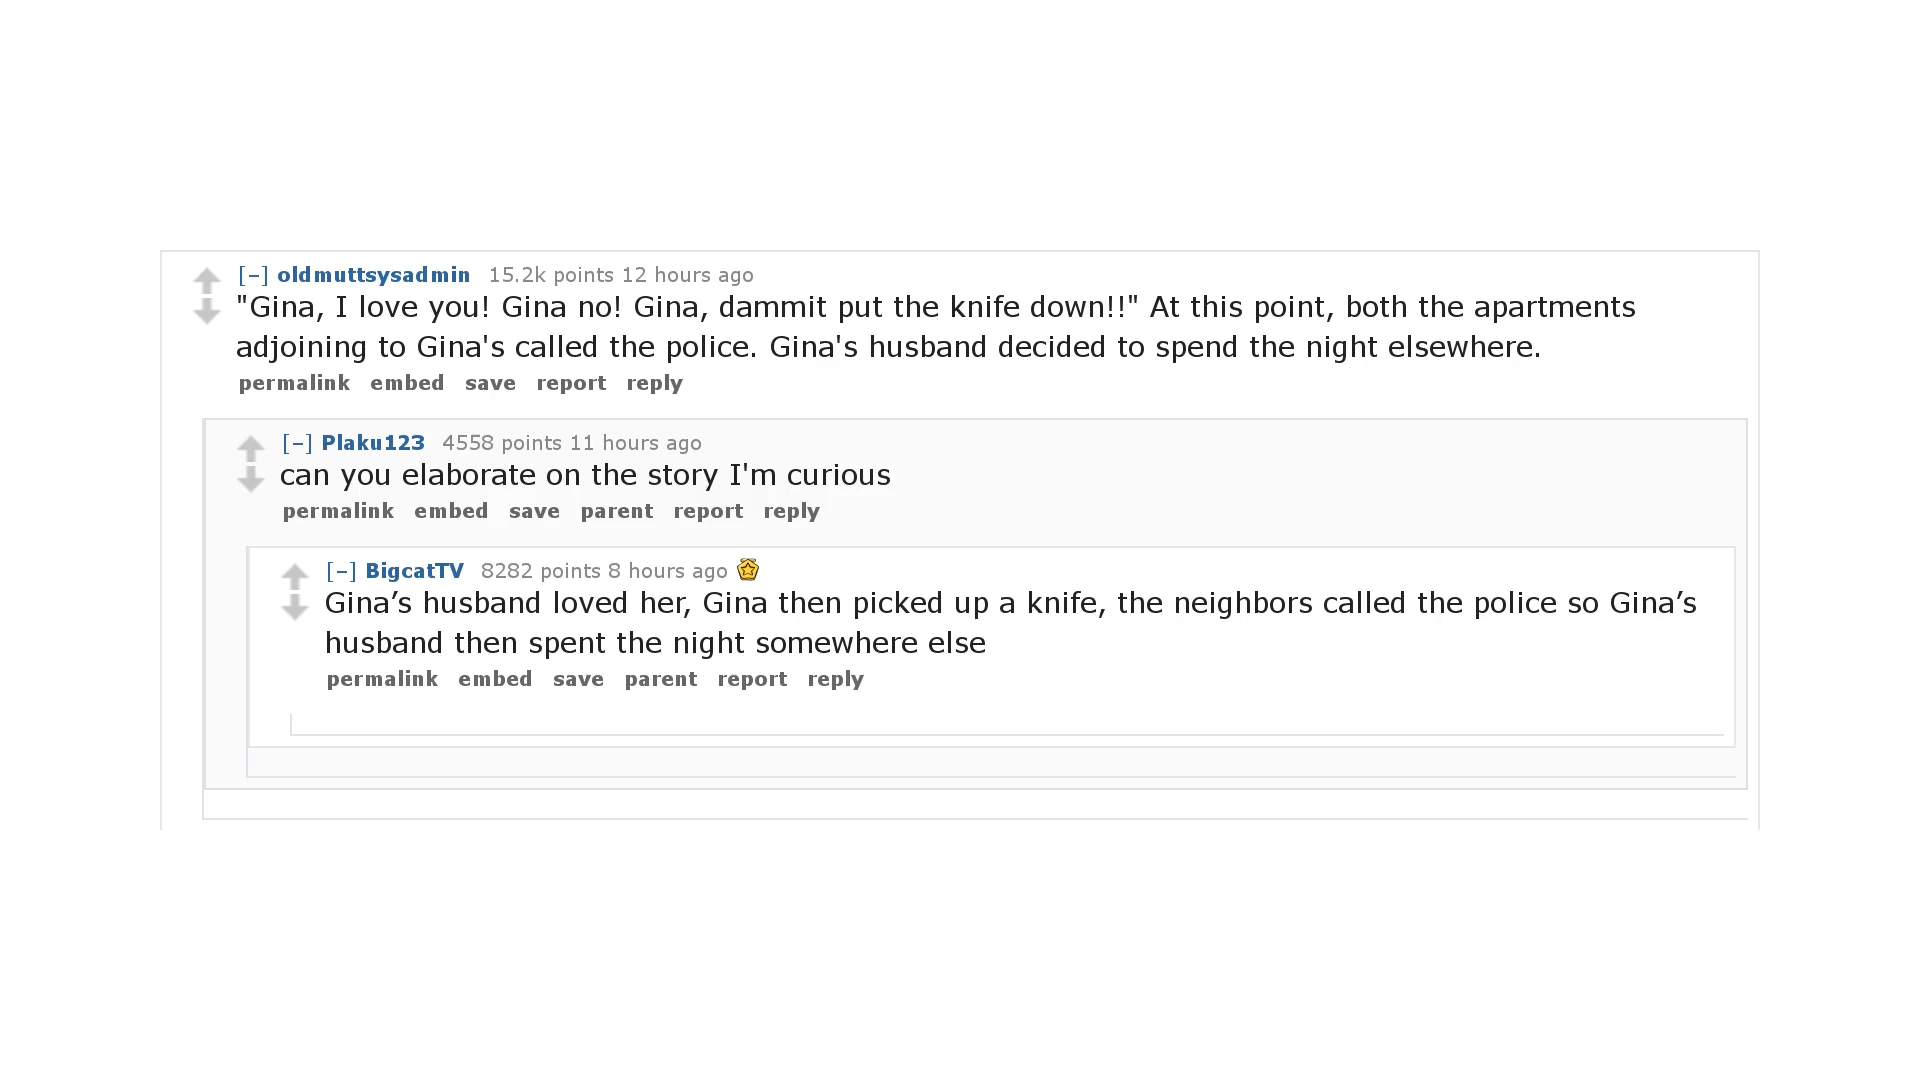 [–] oldmuttsysadmin 15.2k points 12 hours ago
"Gina, I love you! Gina no! Gina, dammit put the knife down!!" At this point, both the apartments
adjoining to Gina's called the police. Gina's husband decided to spend the night elsewhere.
permalink embed save report reply
[–] Plaku123 4558 points 11 hours ago
can you elaborate on the story I'm curious
permalink embed save parent report reply
[–] BigcatTV 8282 points 8 hours ago
Gina’s husband loved her, Gina then picked up a knife, the neighbors called the police so Gina’s
husband then spent the night somewhere else
permalink embed save parent report reply